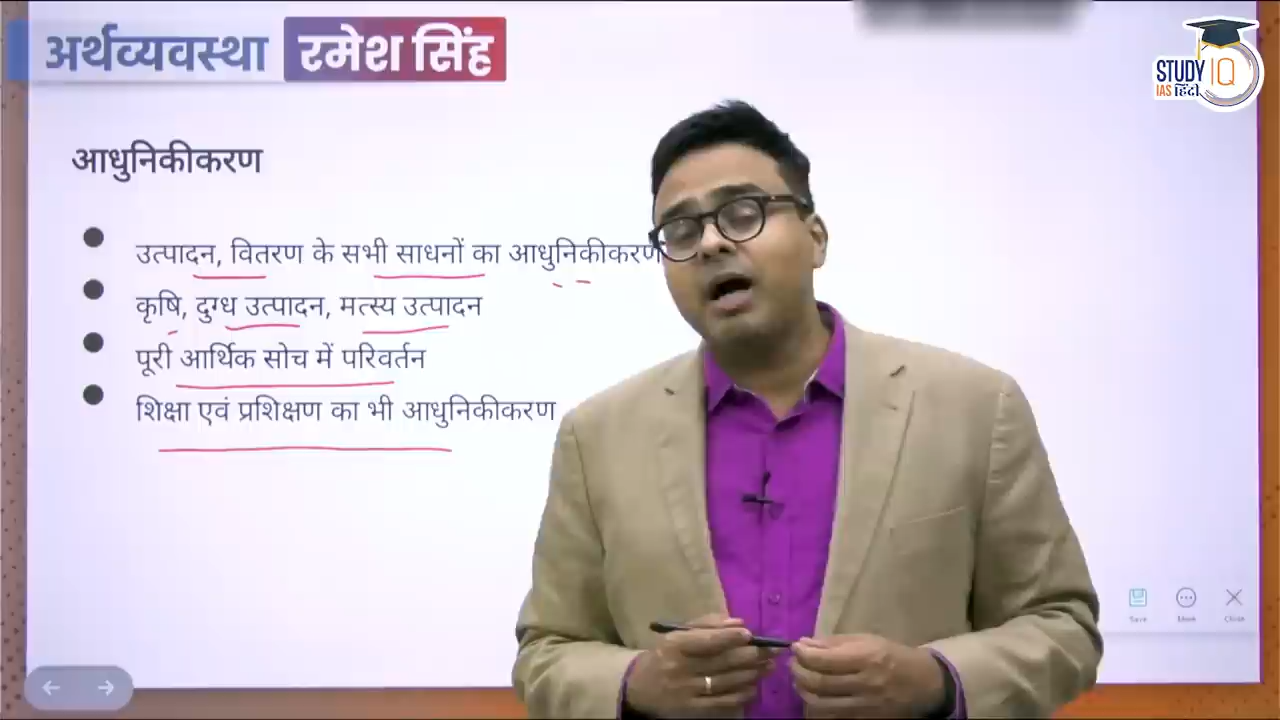 अर्थव्यवस्था रमेश सिंह
STUDY IQ
IAS हिंदी
आधुनिकीकरण
उत्पादन, वितरण के सभी साधनों का आधुनिकीकरण
कृषि, दुग्ध उत्पादन, मत्स्य उत्पादन
पूरी आर्थिक सोच में परिवर्तन
शिक्षा एवं प्रशिक्षण का भी आधुनिकीकरण
Save More Close